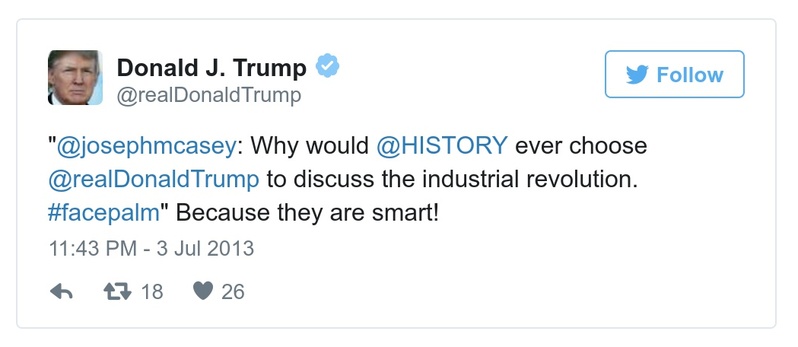 Donald J. Trump
Follow
@realDonaldTrump
"@josephmcasey: Why would @HISTORY ever choose
@realDonaldTrump to discuss the industrial revolution.
#facepalm" Because they are smart!
11:43 PM - 3 Jul 2013
18 26